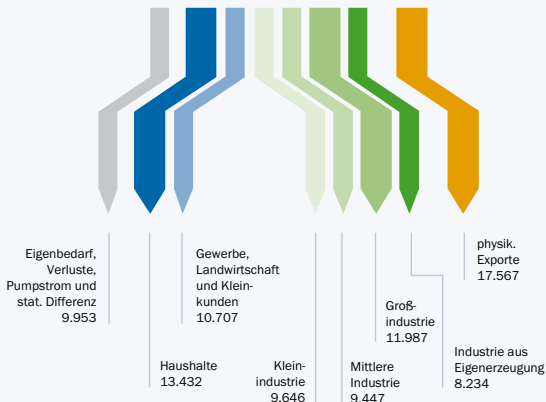 Eigenbedarf,
Verluste,
Pumpstrom und
stat. Differenz
9.953
Haushalte
13.432
Gewerbe,
Landwirtschaft
und Klein-
kunden
10.707
Klein-
industrie
9.646
Mittlere
Industrie
9.447
Groß-
industrie
11.987
Industrie aus
Eigenerzeugung
8.234
physik.
Exporte
17.567